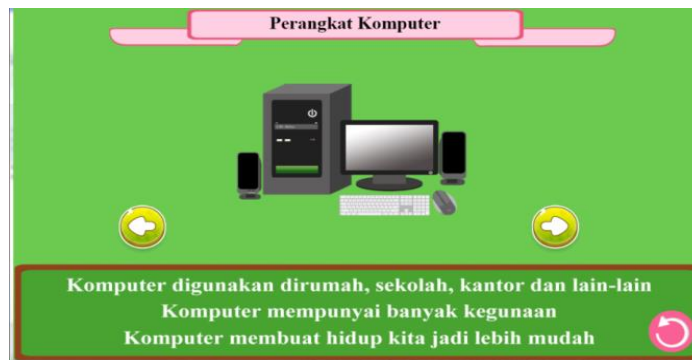 Perangkat Komputer
Komputer digunakan dirumah, sekolah, kantor dan lain-lain
Komputer mempunyai banyak kegunaan
Komputer membuat hidup kita jadi lebih mudah